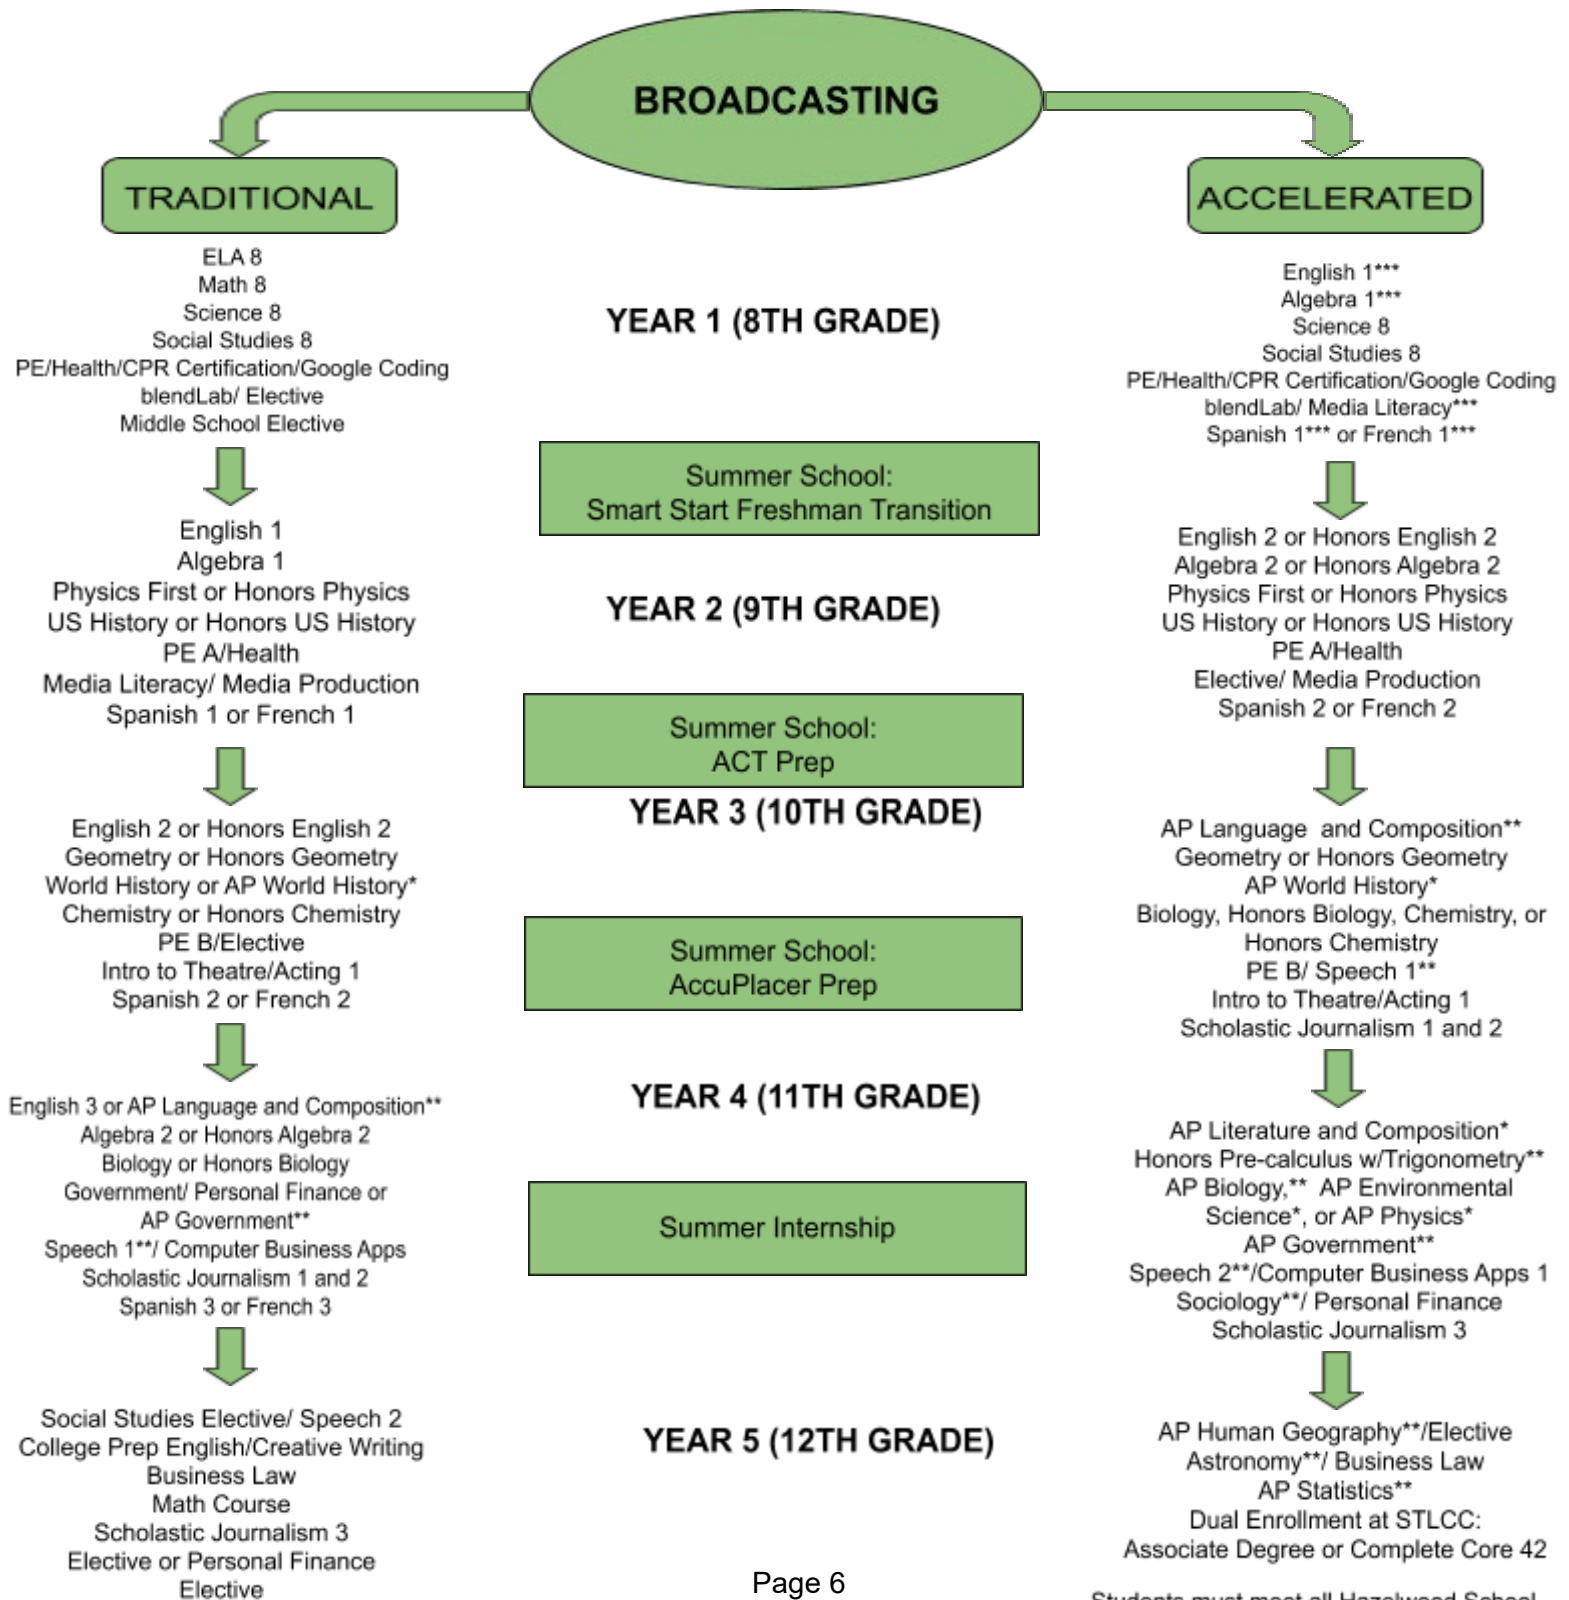 BROADCASTING
TRADITIONAL
ELA 8
Math 8
Science 8
Social Studies 8
PE/Health/CPR Certification/Google Coding
blendLab/ Elective
Middle School Elective
English 1
Algebra 1
Physics First or Honors Physics
US History or Honors US History
PE A/Health
Media Literacy/ Media Production
Spanish 1 or French 1
English 2 or Honors English 2
Geometry or Honors Geometry
World History or AP World History*
Chemistry or Honors Chemistry
PE B/Elective
Intro to Theatre/Acting 1
Spanish 2 or French 2
English 3 or AP Language and Composition**
Algebra 2 or Honors Algebra 2
Biology or Honors Biology
Government/ Personal Finance or
AP Government**
Speech 1**/ Computer Business Apps
Scholastic Journalism 1 and 2
Spanish 3 or French 3
Social Studies Elective/ Speech 2
College Prep English/Creative Writing
Business Law
Math Course
Scholastic Journalism 3
Elective or Personal Finance
Elective
YEAR 1 (8TH GRADE)
Summer School:
Smart Start Freshman Transition
YEAR 2 (9TH GRADE)
Summer School:
ACT Prep
YEAR 3 (10TH GRADE)
Summer School:
AccuPlacer Prep
YEAR 4 (11TH GRADE)
Summer Internship
YEAR 5 (12TH GRADE)
Page 6
ACCELERATED
English 1***
Algebra 1***
Science 8
Social Studies 8
PE/Health/CPR Certification/Google Coding
blendLab/ Media Literacy***
Spanish 1*** or French 1***
English 2 or Honors English 2
Algebra 2 or Honors Algebra 2
Physics First or Honors Physics
US History or Honors US History
PE A/Health
Elective/ Media Production
Spanish 2 or French 2
AP Language  and Composition**
Geometry or Honors Geometry
AP World History*
Biology, Honors Biology, Chemistry, or
Honors Chemistry
PE B/ Speech 1**
Intro to Theatre/Acting 1
Scholastic Journalism 1 and 2
AP Literature and Composition*
Honors Pre-calculus w/Trigonometry**
AP Biology,**  AP Environmental
Science*, or AP Physics*
AP Government**
Speech 2**/Computer Business Apps 1
Sociology**/ Personal Finance
Scholastic Journalism 3
AP Human Geography**/Elective
Astronomy**/ Business Law
AP Statistics**
Dual Enrollment at STLCC:
Associate Degree or Complete Core 42
Students must meet all Hazelwood School